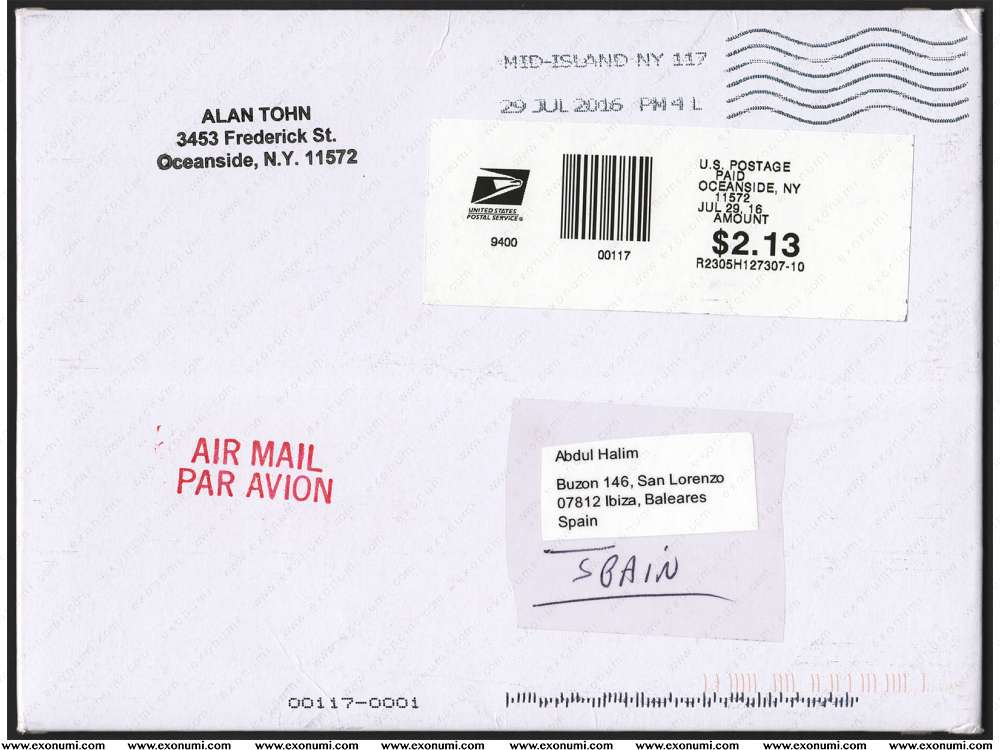 MID-ISLAND NY 117
29 JUL 2016 PM 4 L
ALAN TOHN
3453 Frederick St.
Oceanside, N.Y. 11572
UNITED STATES
POSTAL SERVICE®
9400
00117
U.S. POSTAGE
PAID
OCEANSIDE, NY
11572
JUL 29, 16
AMOUNT
$2.13
R2305H127307-10
AIR MAIL
PAR AVION
Abdul Halim
Buzon 146, San Lorenzo
07812 Ibiza, Baleares
Spain
SPAIN
00117-0001
www.exonumi.com www.exonumi.com www.exonumi.com www.exonumi.com www.exonumi.com www.exonumi.com www.exonumi.com www.exonumi.com